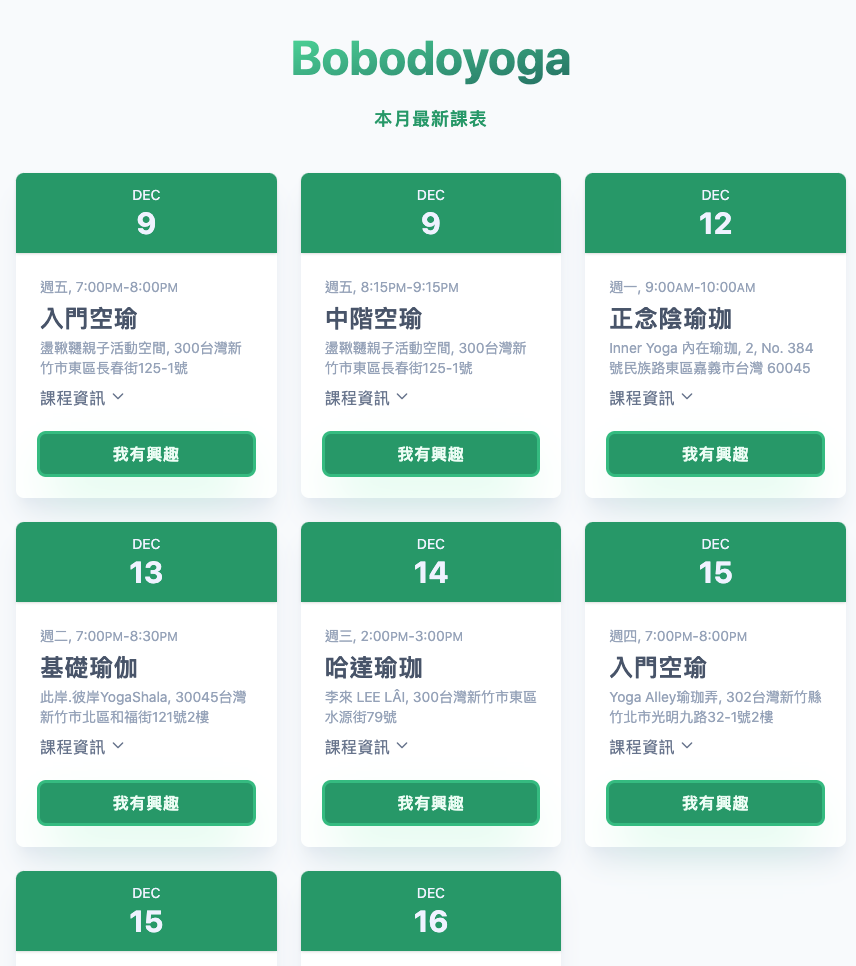 Bobodoyoga
本月最新課表
DEC
9
週五, 7:00PM-8:00PM
入門空瑜
盪鞦韆親子活動空間, 300台灣新
竹市東區長春街125-1號
課程資訊
我有興趣
DEC
9
週五, 8:15PM-9:15PM
中階空瑜
盪鞦韆親子活動空間, 300台灣新
竹市東區長春街125-1號
課程資訊
我有興趣
DEC
12
週一, 9:00AM-10:00AM
正念陰瑜珈
Inner Yoga 內在瑜珈, 2, No. 384
號民族路東區嘉義市台灣 60045
課程資訊
我有興趣
DEC
13
週二, 7:00PM-8:30PM
基礎瑜伽
此岸.彼岸YogaShala, 30045台灣
新竹市北區和福街121號2樓
課程資訊
我有興趣
DEC
14
週三, 2:00PM-3:00PM
哈達瑜珈
李來 LEE LÂI, 300台灣新竹市東區
水源街79號
課程資訊
我有興趣
DEC
15
週四, 7:00PM-8:00PM
入門空瑜
Yoga Alley瑜珈弄, 302台灣新竹縣
竹北市光明九路32-1號2樓
課程資訊
我有興趣
DEC
15
DEC
16